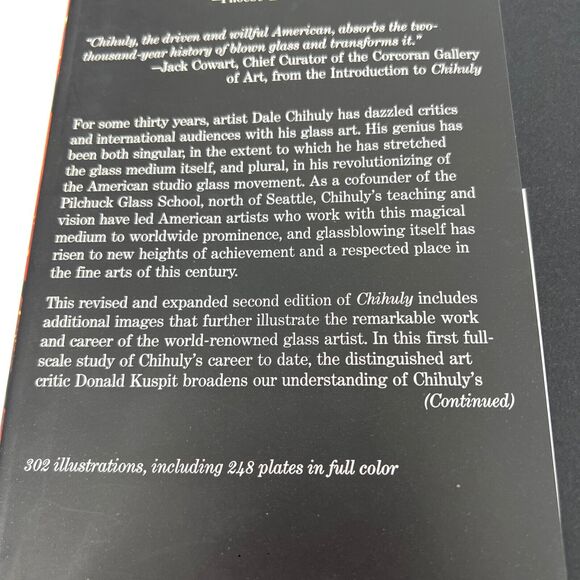 "Chihuly, the driven and willful American, absorbs the two-
thousand-year history of blown glass and transforms it."
—Jack Cowart, Chief Curator of the Corcoran Gallery
of Art, from the Introduction to Chihuly
For some thirty years, artist Dale Chihuly has dazzled critics
and international audiences with his glass art. His genius has
been both singular, in the extent to which he has stretched
the glass medium itself, and plural, in his revolutionizing of
the American studio glass movement. As a cofounder of the
Pilchuck Glass School, north of Seattle, Chihuly's teaching and
vision have led American artists who work with this magical
medium to worldwide prominence, and glassblowing itself has
risen to new heights of achievement and a respected place in
the fine arts of this century.
This revised and expanded second edition of Chihuly includes
additional images that further illustrate the remarkable work
and career of the world-renowned glass artist. In this first full-
scale study of Chihuly's career to date, the distinguished art
critic Donald Kuspit broadens our understanding of Chihuly's
(Continued)
302 illustrations, including 248 plates in full color